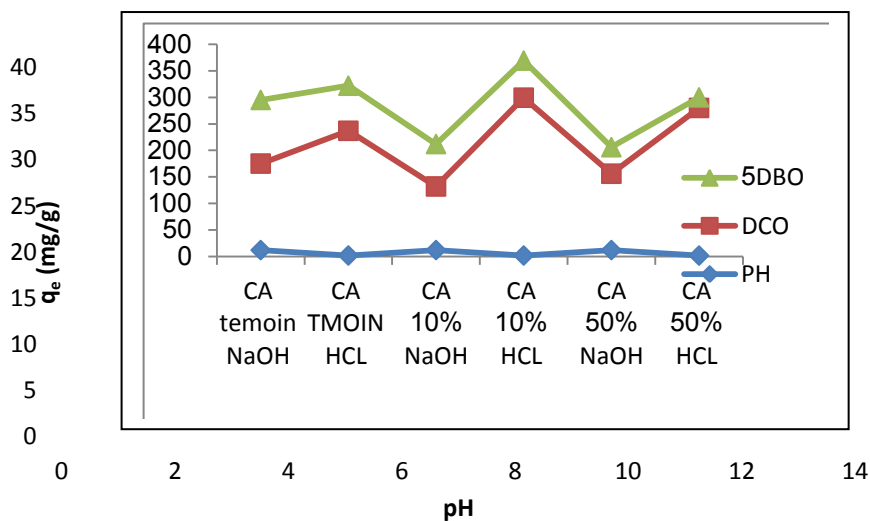 400
350
300
250
200
150
100
50
0
40
35
30
25
20
15
10
5
0
qe (mg/g)
5DBO
DCO
PH
CA temoin NaOH
CA TMOIN HCL
CA 10% NaOH
CA 10% HCL
CA 50% NaOH
CA 50% HCL
0 2 4 6 8 10 12 14
pH